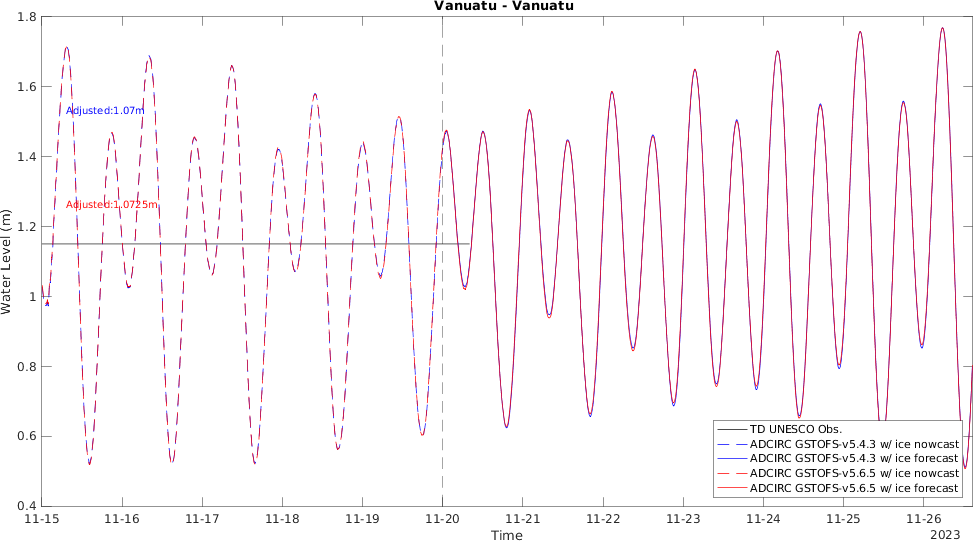 Vanuatu - Vanuatu
1.8
1.6
1.4
1.2
1
0.8
0.6
0.4
Water Level (m)
Adjusted:1.07m
Adjusted:1.0725m
TD UNESCO Obs.
ADCIRC GSTOFS-v5.4.3 w/ ice nowcast
ADCIRC GSTOFS-v5.4.3 w/ ice forecast
ADCIRC GSTOFS-v5.6.5 w/ ice nowcast
ADCIRC GSTOFS-v5.6.5 w/ ice forecast
11-15 11-16 11-17 11-18 11-19 11-20 11-21 11-22 11-23 11-24 11-25 11-26
2023
Time